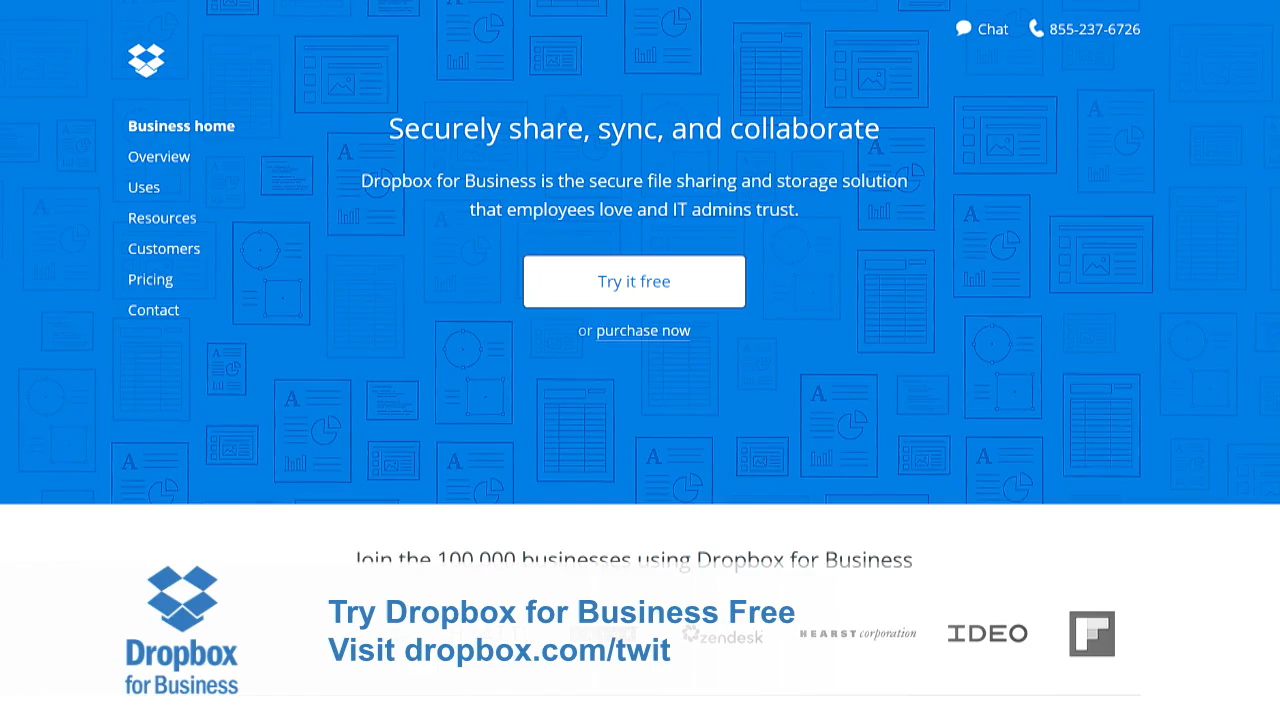 Chat 855-237-6726
Business home
Overview
Uses
Resources
Customers
Pricing
Contact
Securely share, sync, and collaborate
Dropbox for Business is the secure file sharing and storage solution
that employees love and IT admins trust.
Try it free
or purchase now
Join the 100,000 businesses using Dropbox for Business
zendesk HEARST corporation IDEO
Dropbox
for Business
Try Dropbox for Business Free
Visit dropbox.com/twit